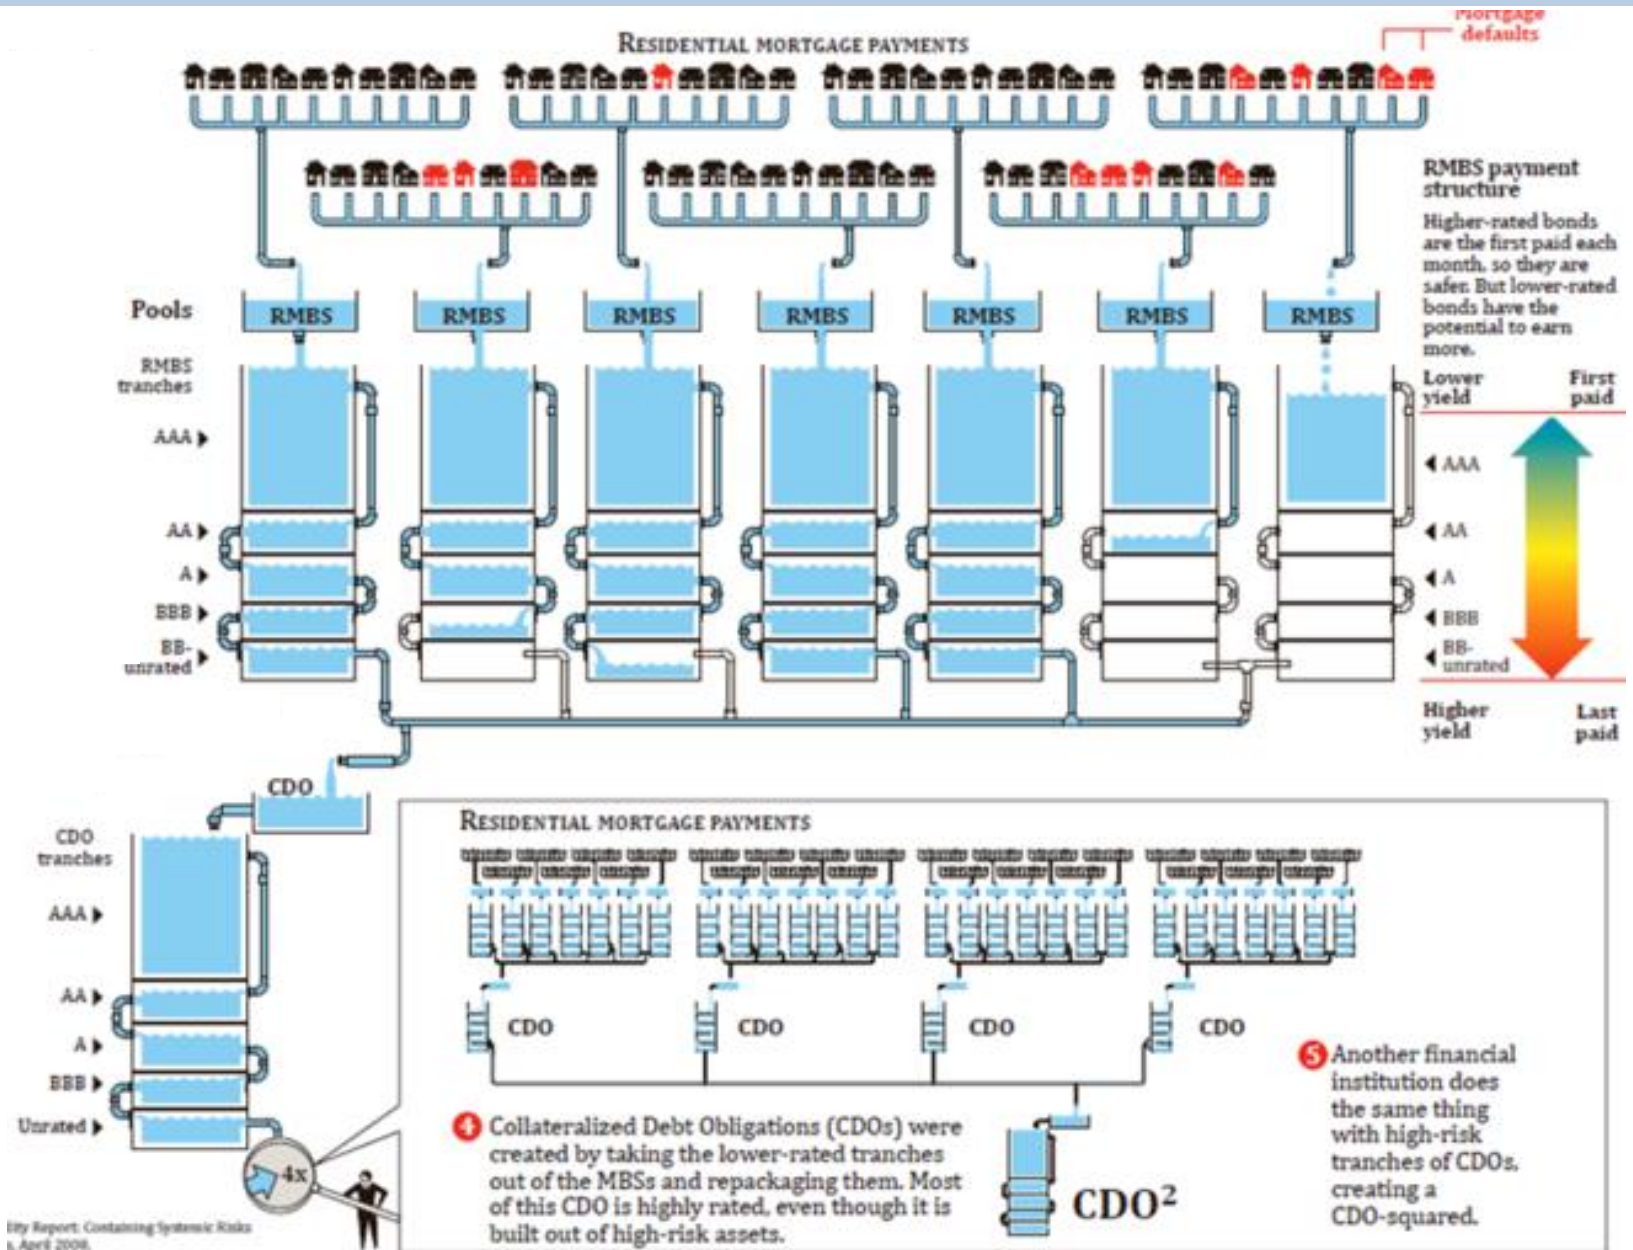 Mortgage
defaults
RESIDENTIAL MORTGAGE PAYMENTS
RMBS payment
structure
Higher-rated bonds
are the first paid each
month, so they are
safer. But lower-rated
bonds have the
potential to earn
more.
Pools
RMBS
RMBS
RMBS
RMBS
RMBS
RMBS
RMBS
RMBS
tranches
AAA
AA
A
BBB
BB-
unrated
Lower
yield
First
paid
AAA
AA
A
BBB
BB-
unrated
Higher
yield
Last
paid
CDO
CDO
tranches
AAA
AA
A
BBB
Unrated
4x
RESIDENTIAL MORTGAGE PAYMENTS
CDO
CDO
CDO
CDO
4 Collateralized Debt Obligations (CDOs) were
created by taking the lower-rated tranches
out of the MBSs and repackaging them. Most
of this CDO is highly rated, even though it is
built out of high-risk assets.
CDO²
5 Another financial
institution does
the same thing
with high-risk
tranches of CDOs,
creating a
CDO-squared.
ility Report: Containing Systemic Risks
s, April 2008.